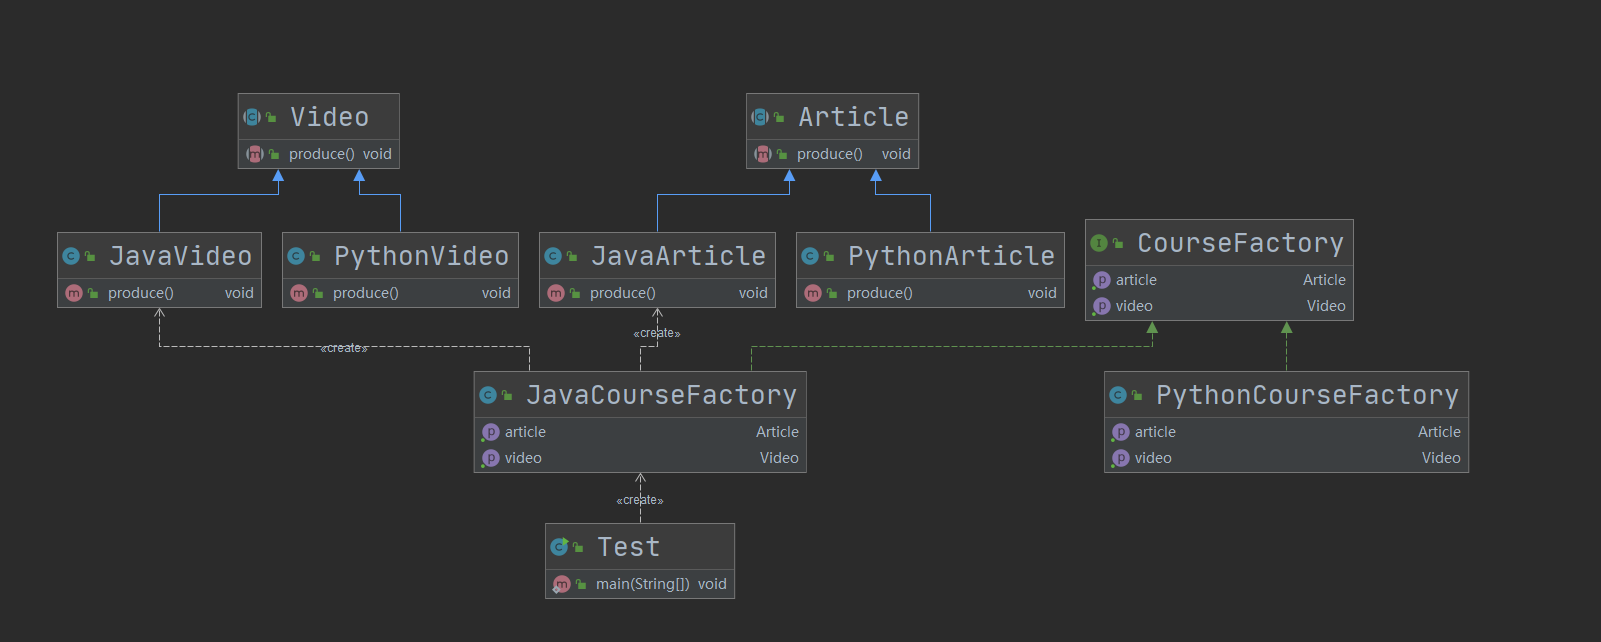 Video
produce() void
Article
produce() void
JavaVideo
produce() void
PythonVideo
produce() void
JavaArticle
produce() void
PythonArticle
produce() void
CourseFactory
article Article
video Video
«create»
«create»
JavaCourseFactory
article Article
video Video
PythonCourseFactory
article Article
video Video
«create»
Test
main(String[]) void